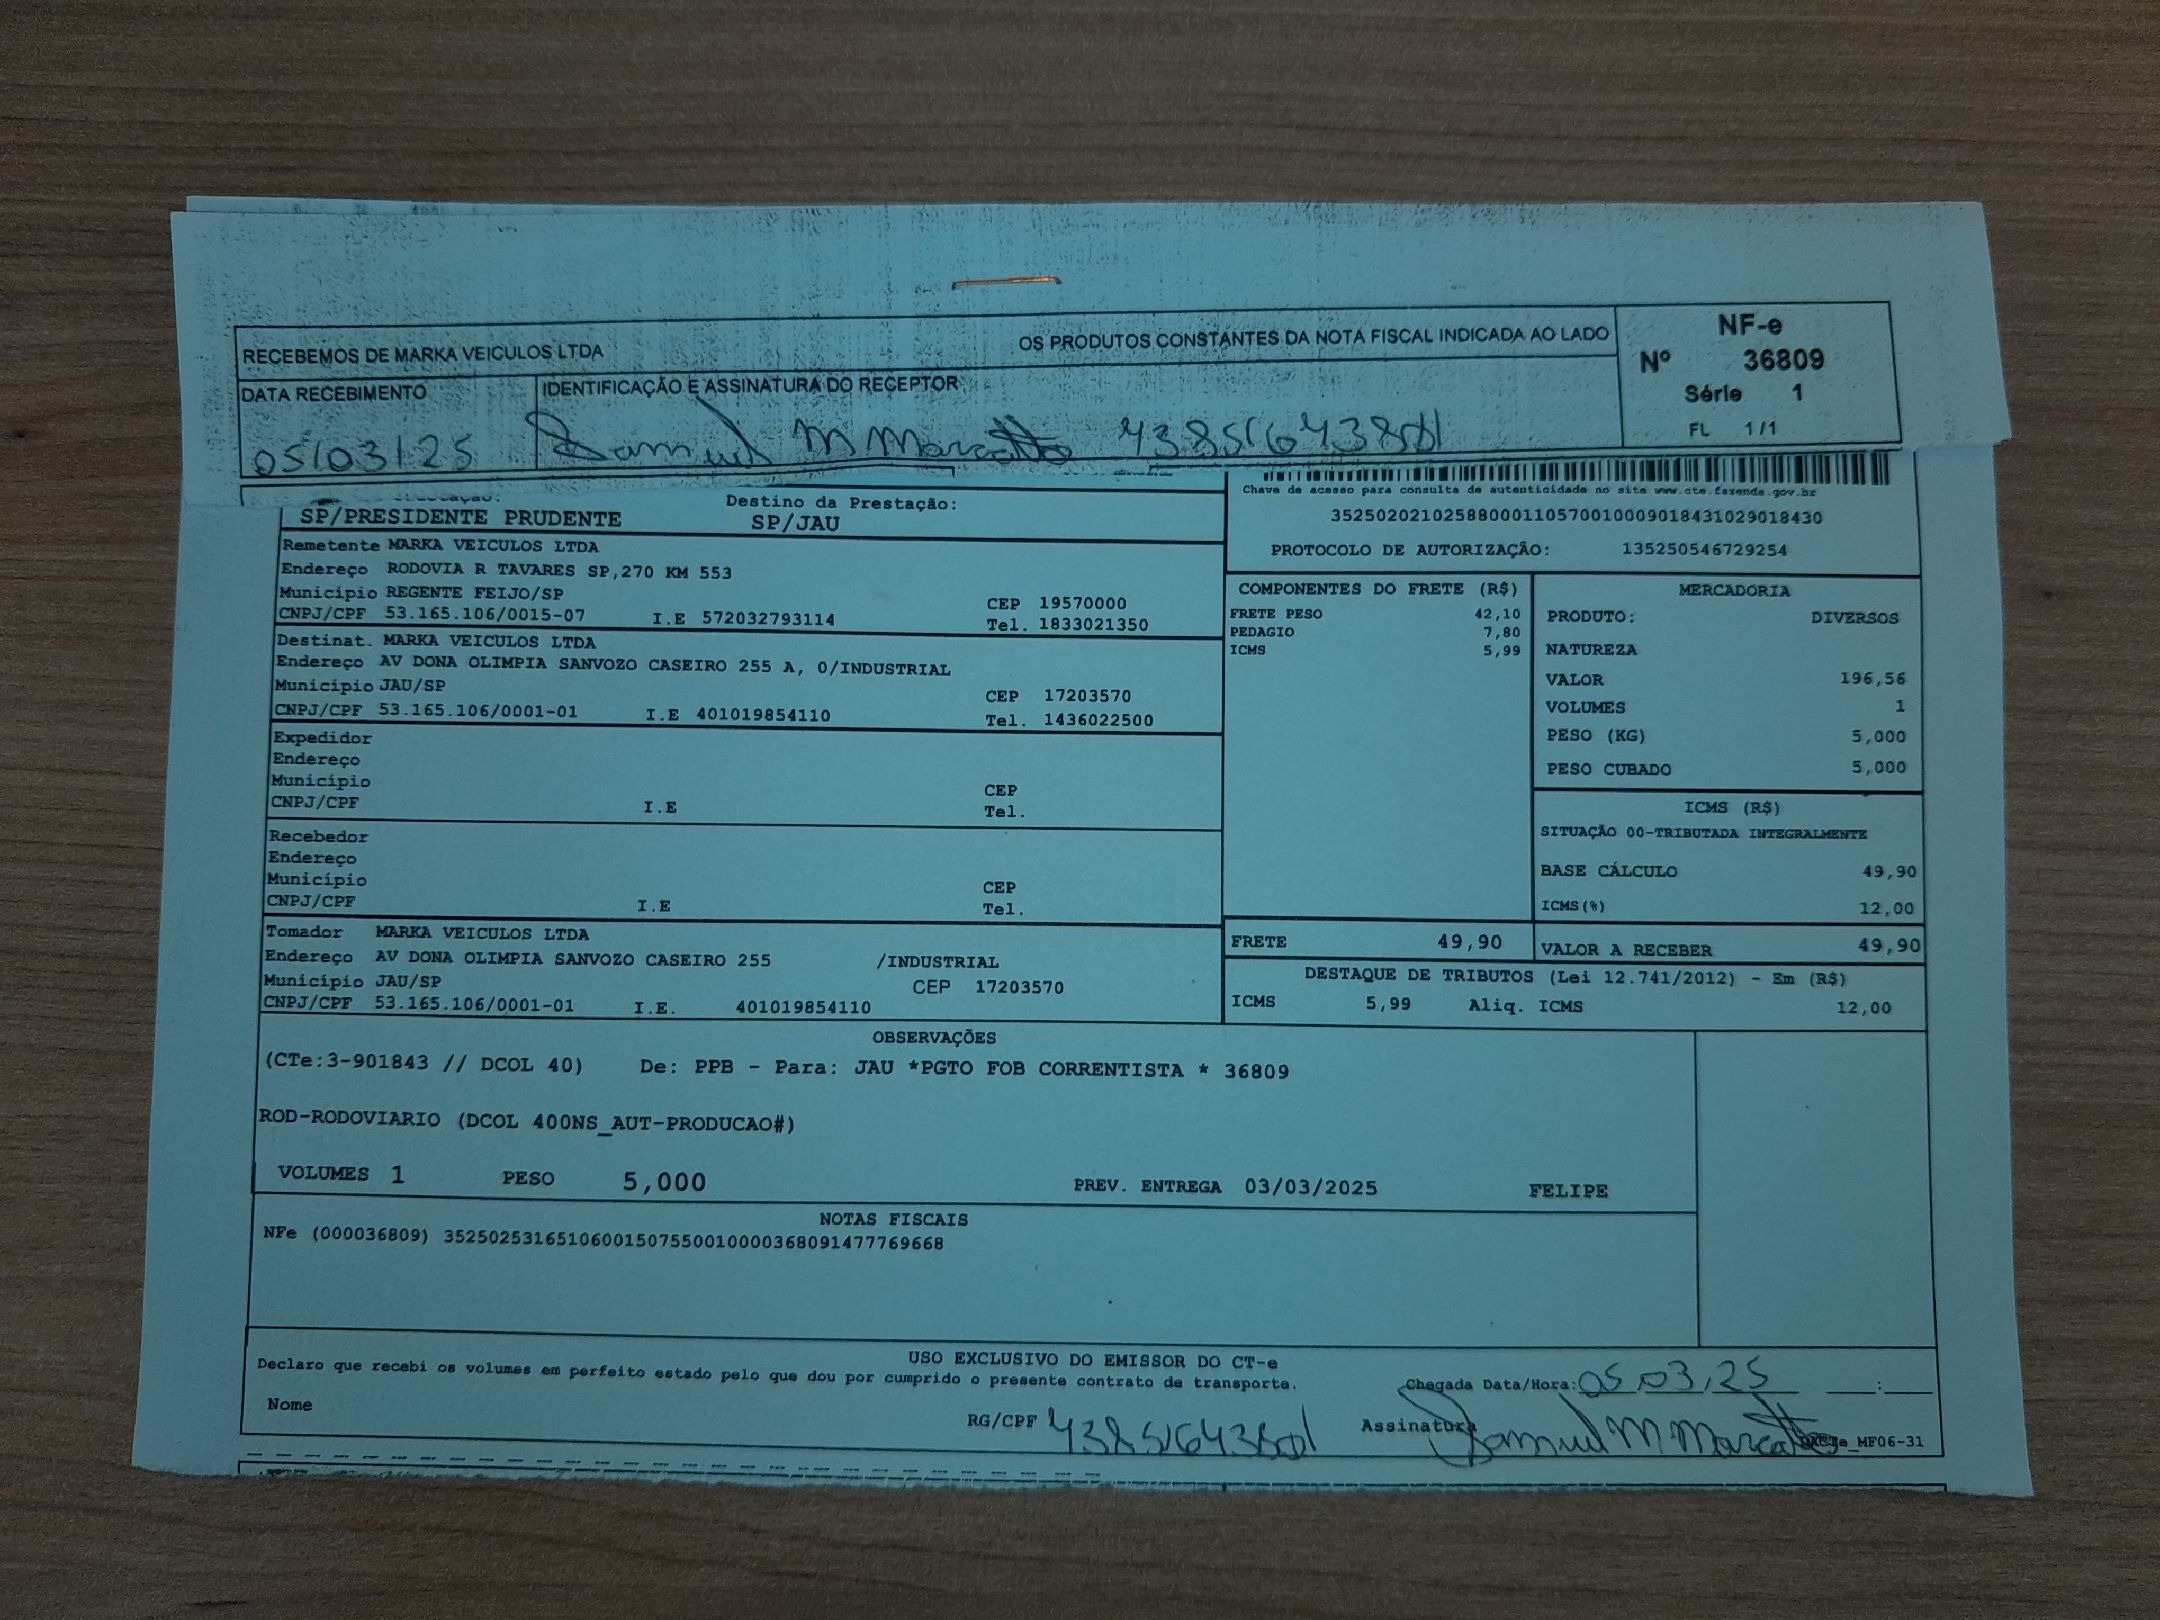 RECEBEMOS DE MARKA VEICULOS LTDA OS PRODUTOS CONSTANTES DA NOTA FISCAL INDICADA AO LADO
NF-e
Nº 36809
Série 1
FL 1/1
DATA RECEBIMENTO IDENTIFICAÇÃO E ASSINATURA DO RECEPTOR
05/03/25 Samuel M Marcatto 43851643801
Destino da Prestação:
SP/PRESIDENTE PRUDENTE SP/JAU
Chave de acesso para consulta de autenticidade no site www.cte.fazenda.gov.br
35250202102588000110570010009018431029018430
PROTOCOLO DE AUTORIZAÇÃO: 135250546729254
Remetente MARKA VEICULOS LTDA
Endereço RODOVIA R TAVARES SP,270 KM 553
Município REGENTE FEIJO/SP CEP 19570000
CNPJ/CPF 53.165.106/0015-07 I.E 572032793114 Tel. 1833021350
Destinat. MARKA VEICULOS LTDA
Endereço AV DONA OLIMPIA SANVOZO CASEIRO 255 A, 0/INDUSTRIAL
Município JAU/SP CEP 17203570
CNPJ/CPF 53.165.106/0001-01 I.E 401019854110 Tel. 1436022500
Expedidor
Endereço
Município CEP
CNPJ/CPF I.E Tel.
Recebedor
Endereço
Município CEP
CNPJ/CPF I.E Tel.
Tomador MARKA VEICULOS LTDA
Endereço AV DONA OLIMPIA SANVOZO CASEIRO 255 /INDUSTRIAL
Município JAU/SP CEP 17203570
CNPJ/CPF 53.165.106/0001-01 I.E. 401019854110
COMPONENTES DO FRETE (R$)
FRETE PESO 42,10
PEDAGIO 7,80
ICMS 5,99
MERCADORIA
PRODUTO: DIVERSOS
NATUREZA
VALOR 196,56
VOLUMES 1
PESO (KG) 5,000
PESO CUBADO 5,000
ICMS (R$)
SITUAÇÃO 00-TRIBUTADA INTEGRALMENTE
BASE CÁLCULO 49,90
ICMS(%) 12,00
FRETE 49,90 VALOR A RECEBER 49,90
DESTAQUE DE TRIBUTOS (Lei 12.741/2012) - Em (R$)
ICMS 5,99 Aliq. ICMS 12,00
OBSERVAÇÕES
(CTe:3-901843 // DCOL 40) De: PPB - Para: JAU *PGTO FOB CORRENTISTA * 36809
ROD-RODOVIARIO (DCOL 400NS_AUT-PRODUCAO#)
VOLUMES 1 PESO 5,000 PREV. ENTREGA 03/03/2025 FELIPE
NOTAS FISCAIS
NFe (000036809) 35250253165106001507550010000368091477769668
USO EXCLUSIVO DO EMISSOR DO CT-e
Declaro que recebi os volumes em perfeito estado pelo que dou por cumprido o presente contrato de transporte. Chegada Data/Hora: 05/03/25 __:__
Nome RG/CPF 43851643801 Assinatura Samuel M Marcatto MF06-31